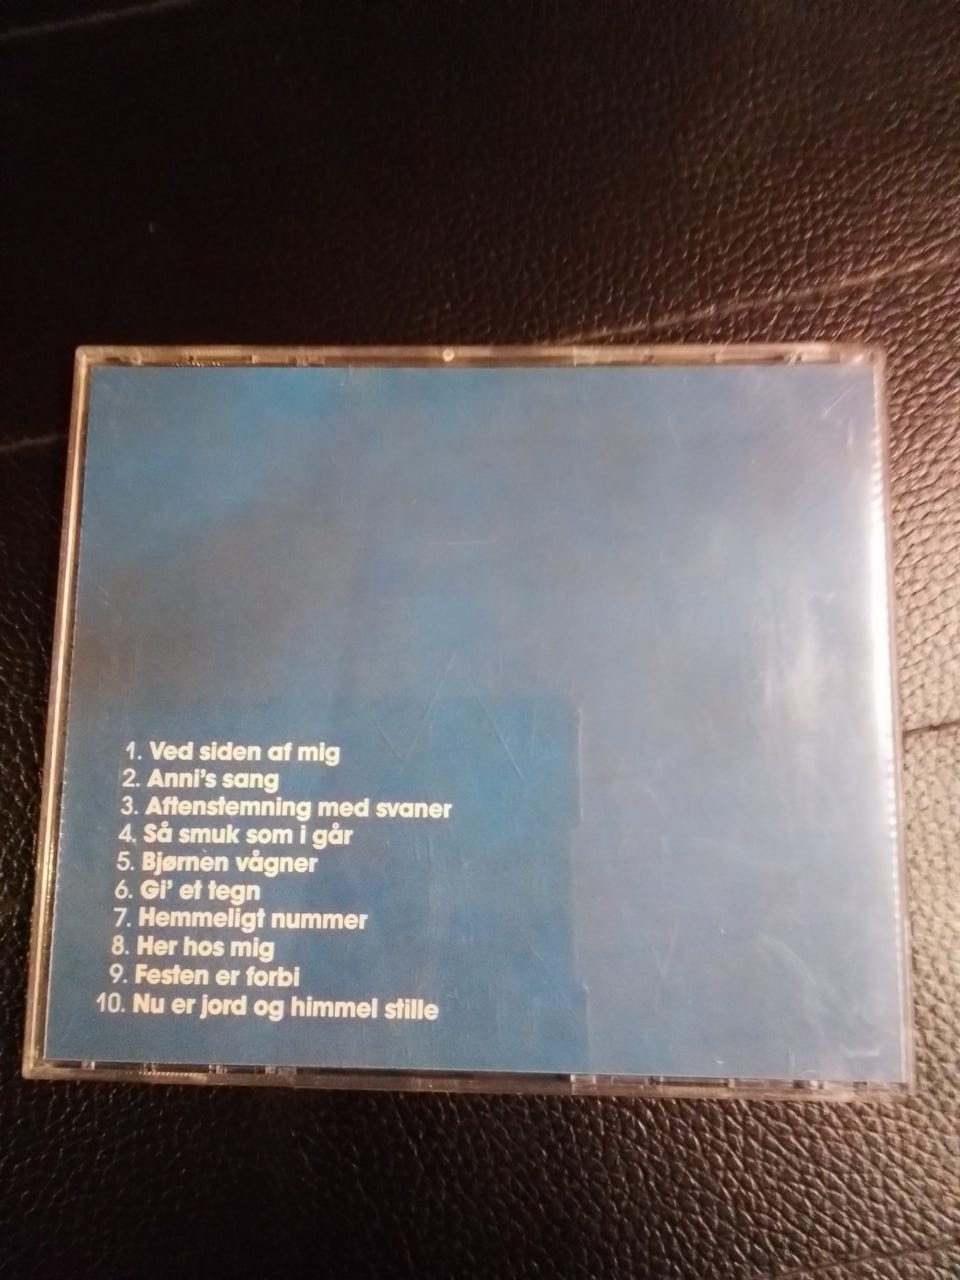 1. Ved siden af mig
2. Anni's sang
3. Aftenstemning med svaner
4. Så smuk som i går
5. Bjørnen vågner
6. Gi' et tegn
7. Hemmeligt nummer
8. Her hos mig
9. Festen er forbi
10. Nu er jord og himmel stille